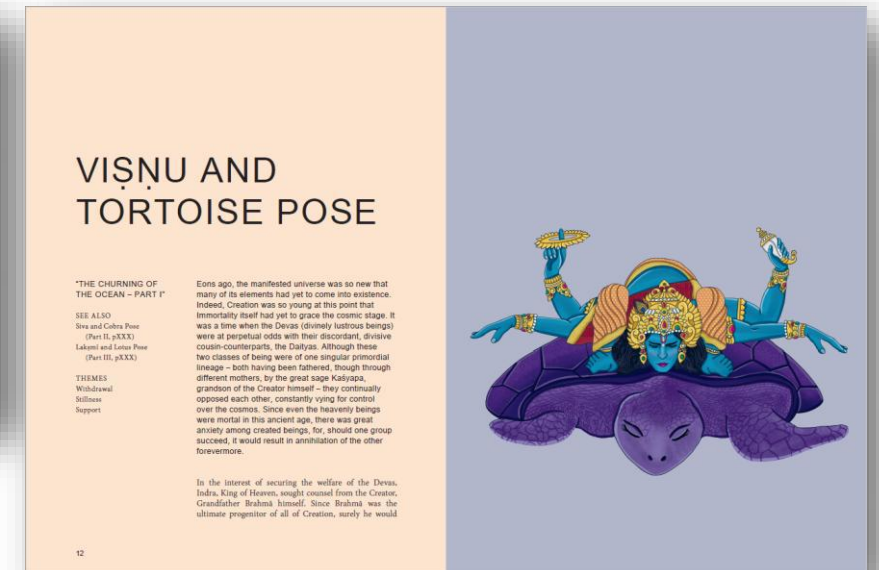 VIṢṆU AND
TORTOISE POSE
"THE CHURNING OF
THE OCEAN – PART I"
SEE ALSO
Siva and Cobra Pose
(Part II, pXXX)
Lakṣmi and Lotus Pose
(Part III, pXXX)
THEMES
Withdrawal
Stillness
Support
Eons ago, the manifested universe was so new that
many of its elements had yet to come into existence.
Indeed, Creation was so young at this point that
Immortality itself had yet to grace the cosmic stage. It
was a time when the Devas (divinely lustrous beings)
were at perpetual odds with their discordant, divisive
cousin-counterparts, the Daityas. Although these
two classes of being were of one singular primordial
lineage – both having been fathered, though through
different mothers, by the great sage Kaśyapa,
grandson of the Creator himself – they continually
opposed each other, constantly vying for control
over the cosmos. Since even the heavenly beings
were mortal in this ancient age, there was great
anxiety among created beings, for, should one group
succeed, it would result in annihilation of the other
forevermore.
In the interest of securing the welfare of the Devas,
Indra, King of Heaven, sought counsel from the Creator,
Grandfather Brahmā himself. Since Brahmā was the
ultimate progenitor of all of Creation, surely he would
12